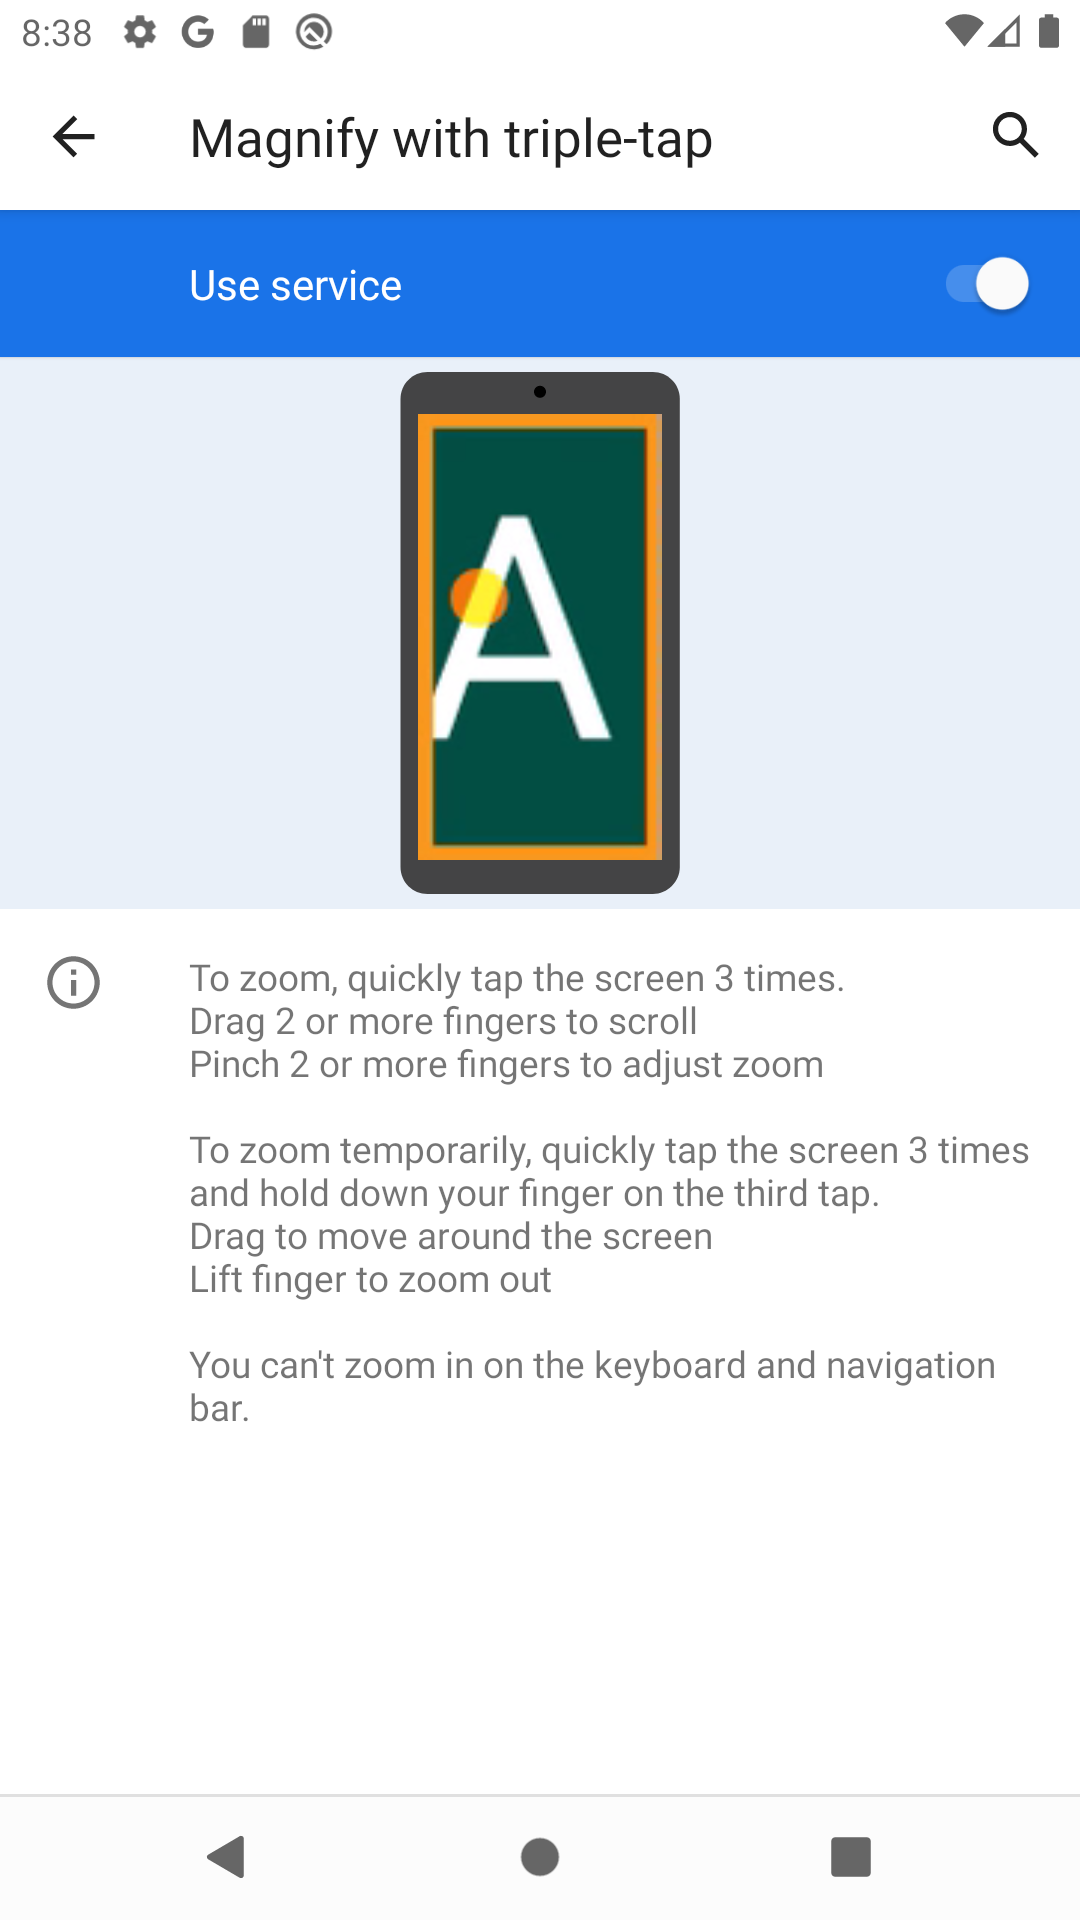 8:38
Magnify with triple-tap
Use service
A
To zoom, quickly tap the screen 3 times.
Drag 2 or more fingers to scroll
Pinch 2 or more fingers to adjust zoom
To zoom temporarily, quickly tap the screen 3 times
and hold down your finger on the third tap.
Drag to move around the screen
Lift finger to zoom out
You can't zoom in on the keyboard and navigation
bar.